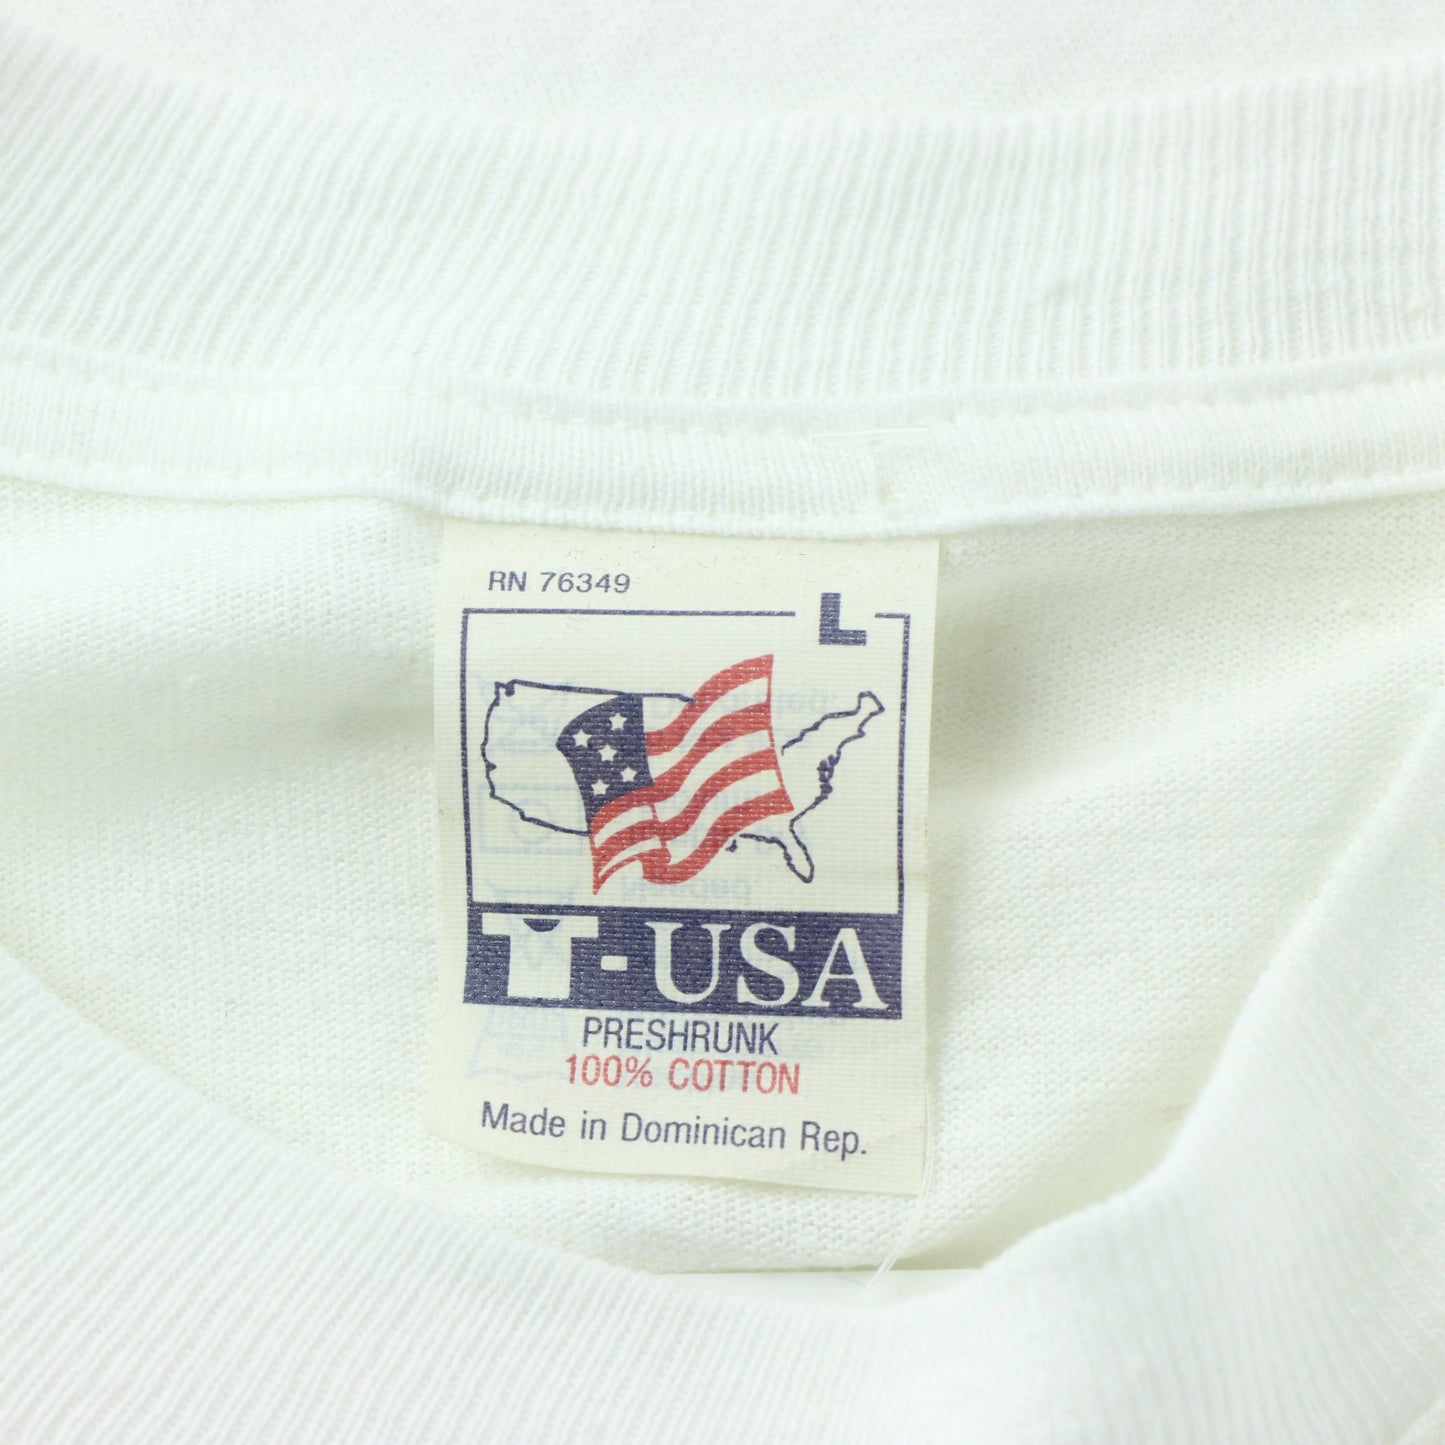 RN 76349
L
T-USA
PRESHRUNK
100% COTTON
Made in Dominican Rep.